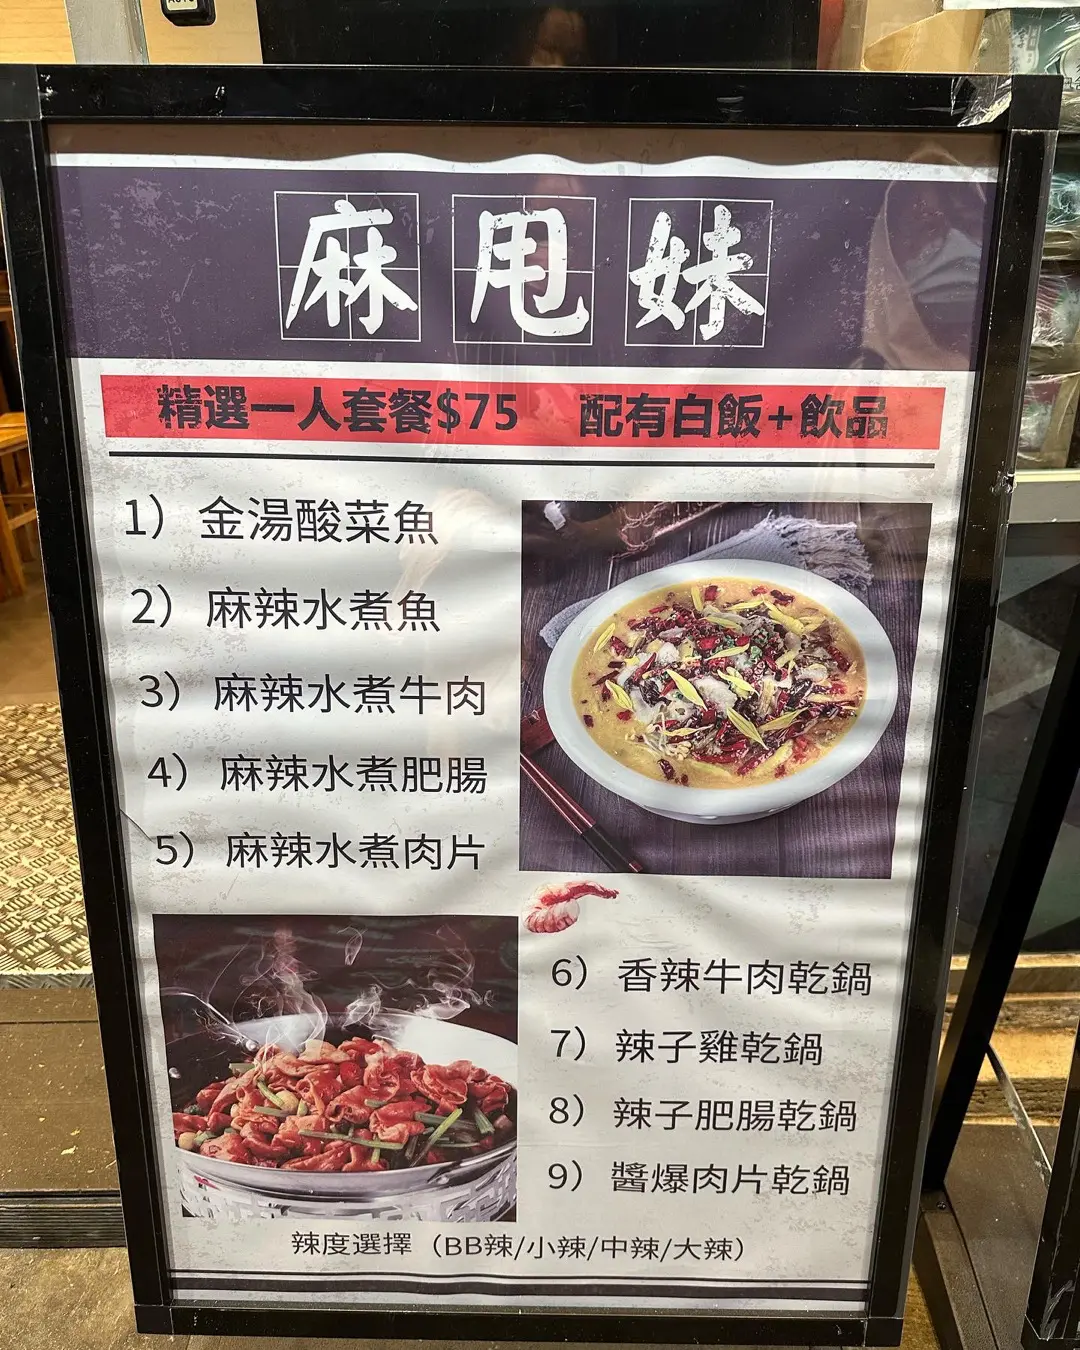 麻甩妹
精選一人套餐$75 配有白飯+飲品
1） 金湯酸菜魚
2） 麻辣水煮魚
3） 麻辣水煮牛肉
4） 麻辣水煮肥腸
5） 麻辣水煮肉片
6） 香辣牛肉乾鍋
7） 辣子雞乾鍋
8） 辣子肥腸乾鍋
9） 醬爆肉片乾鍋
辣度選擇（BB辣/小辣/中辣/大辣）